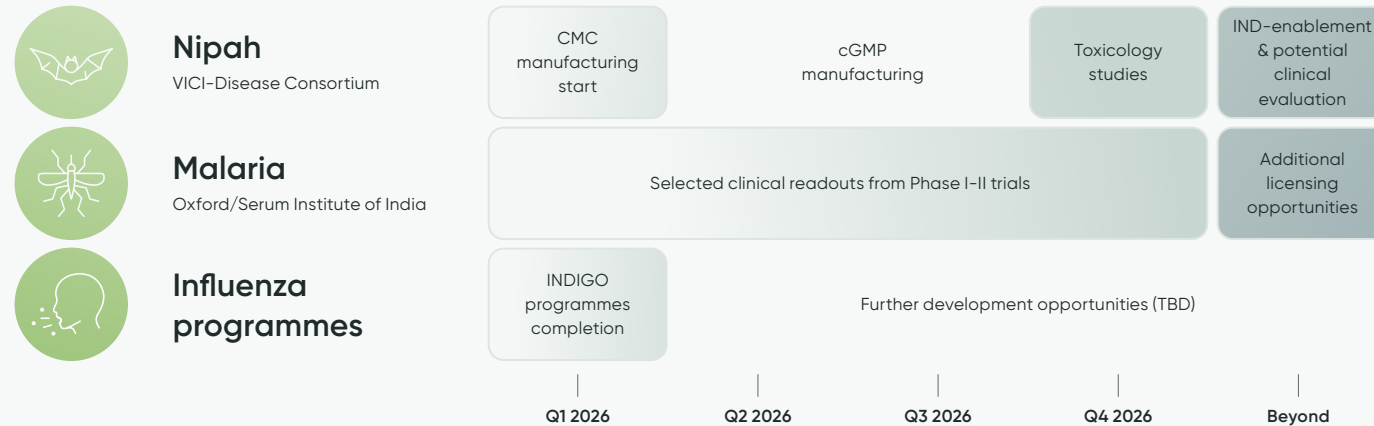 Nipah
VICI-Disease Consortium
CMC
manufacturing
start
cGMP
manufacturing
Toxicology
studies
IND-enablement
& potential
clinical
evaluation
Malaria
Oxford/Serum Institute of India
Selected clinical readouts from Phase I-II trials
Additional
licensing
opportunities
Influenza
programmes
INDIGO
programmes
completion
Further development opportunities (TBD)
Q1 2026
Q2 2026
Q3 2026
Q4 2026
Beyond